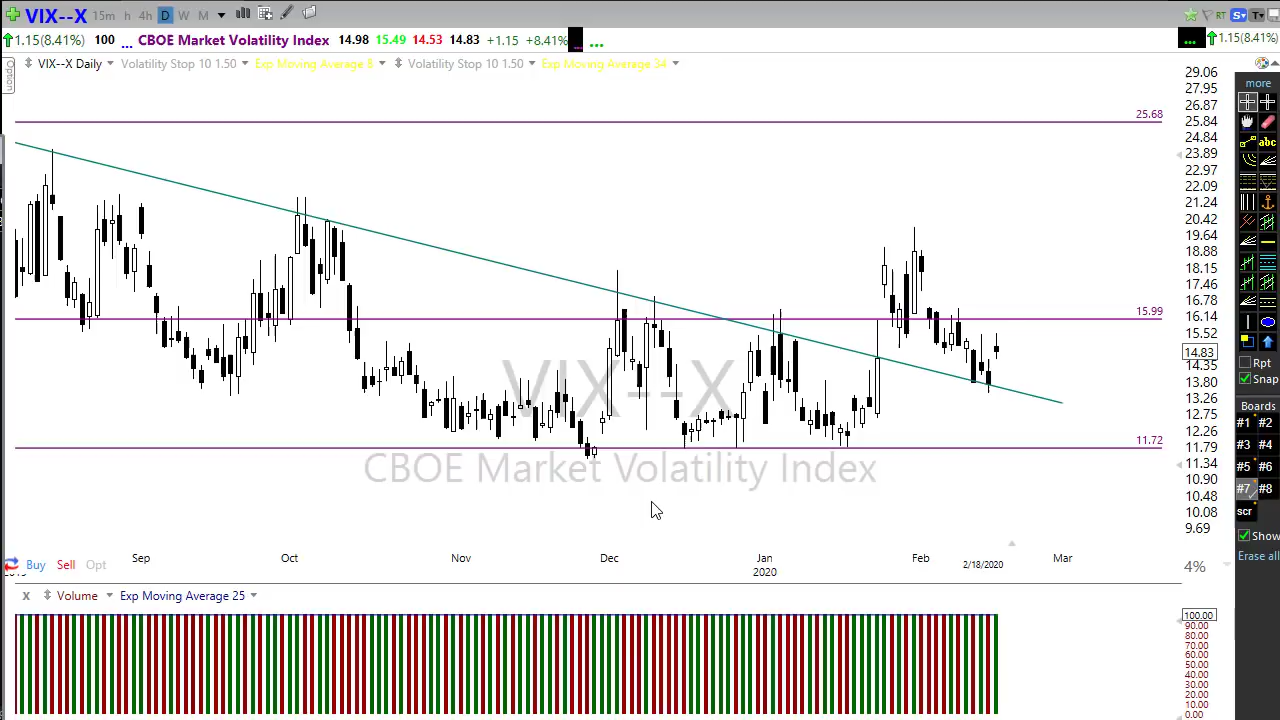 VIX--X 15m h 4h D W M RT S T
1.15(8.41%) 100 ... CBOE Market Volatility Index 14.98 15.49 14.53 14.83 +1.15 +8.41% ... ... 1.15(8.41%)
Option
VIX--X Daily Volatility Stop 10 1.50 Exp Moving Average 8 Volatility Stop 10 1.50 Exp Moving Average 34
29.06
27.95
26.87
25.84
24.84
23.89
22.97
22.09
21.24
20.42
19.64
18.88
18.15
17.46
16.78
16.14
15.52
14.83
14.35
13.80
13.26
12.75
12.26
11.79
11.34
10.90
10.48
10.08
9.69
25.68
15.99
11.72
VIX--X
CBOE Market Volatility Index
more
abc
Rpt
Snap
Boards
#1 #2
#3 #4
#5 #6
#7 #8
scr
Show
Erase all
Sep Oct Nov Dec Jan Feb Mar
2020 2/18/2020
Buy Sell Opt
4%
x Volume Exp Moving Average 25
100.00
90.00
80.00
70.00
60.00
50.00
40.00
30.00
20.00
10.00
0.00